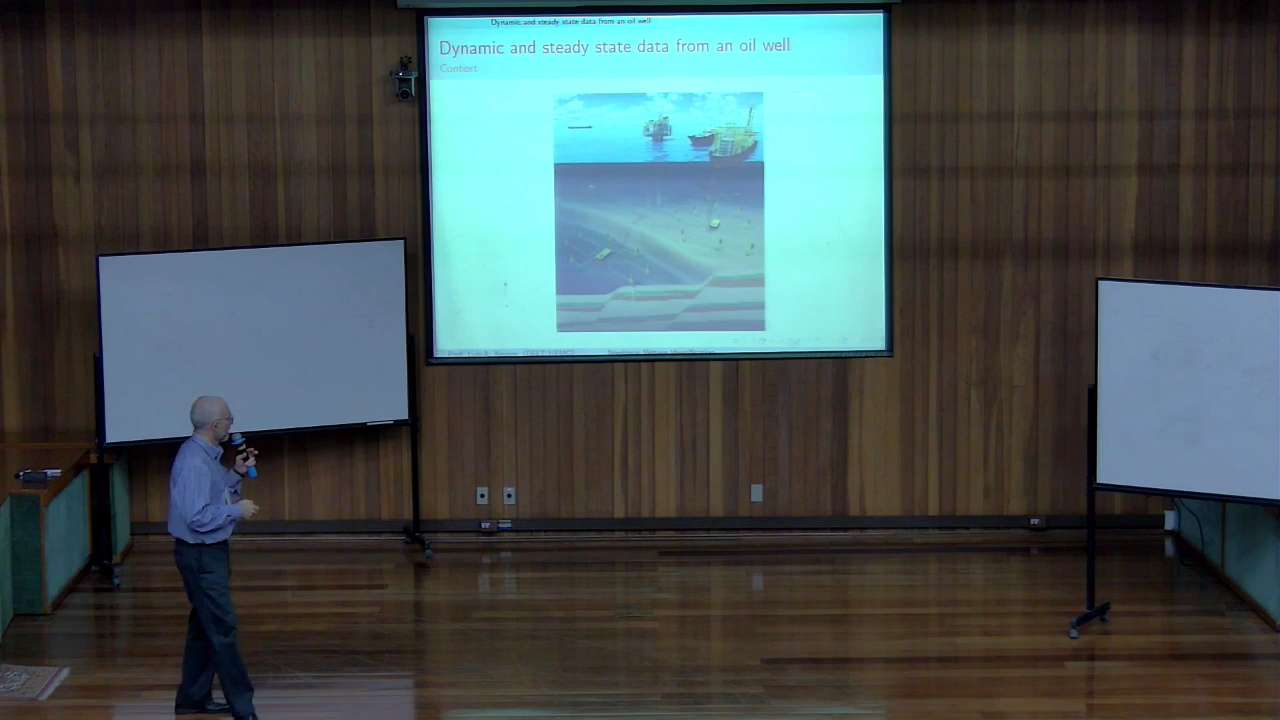 Dynamic and steady state data from an oil well
Dynamic and steady state data from an oil well
Context